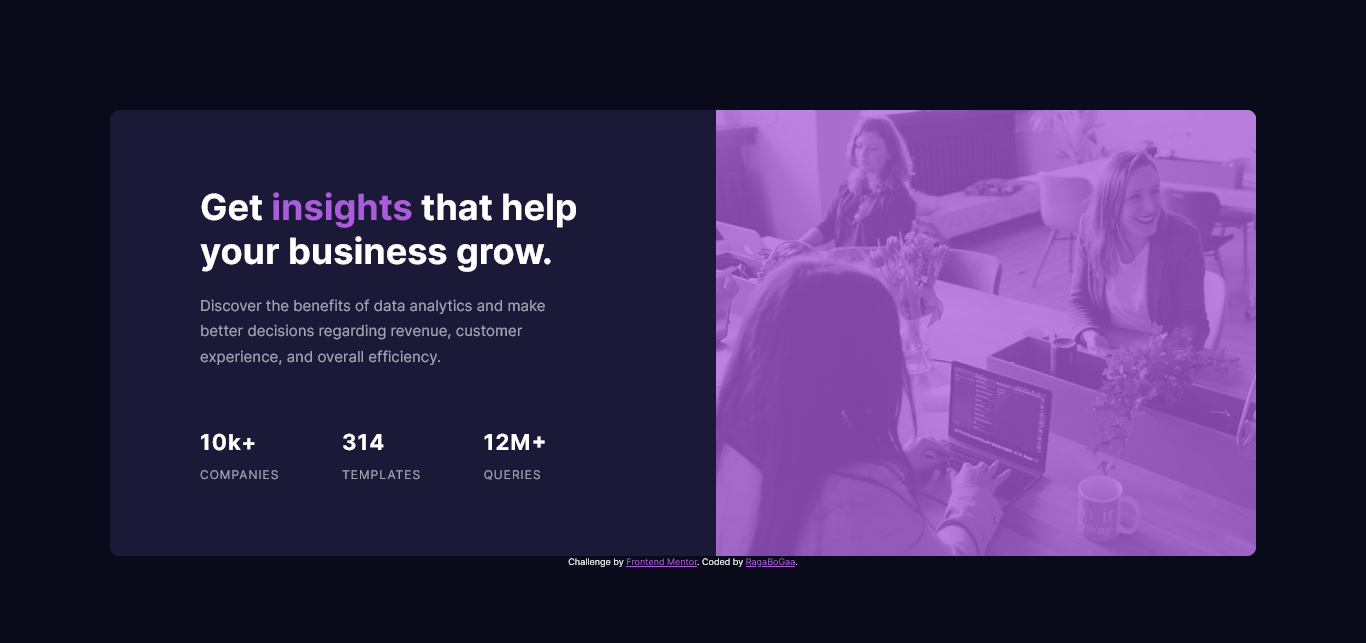 Get insights that help
your business grow.
Discover the benefits of data analytics and make
better decisions regarding revenue, customer
experience, and overall efficiency.
10k+ 314 12M+
COMPANIES TEMPLATES QUERIES
Challenge by Frontend Mentor. Coded by RagaBoGaa.